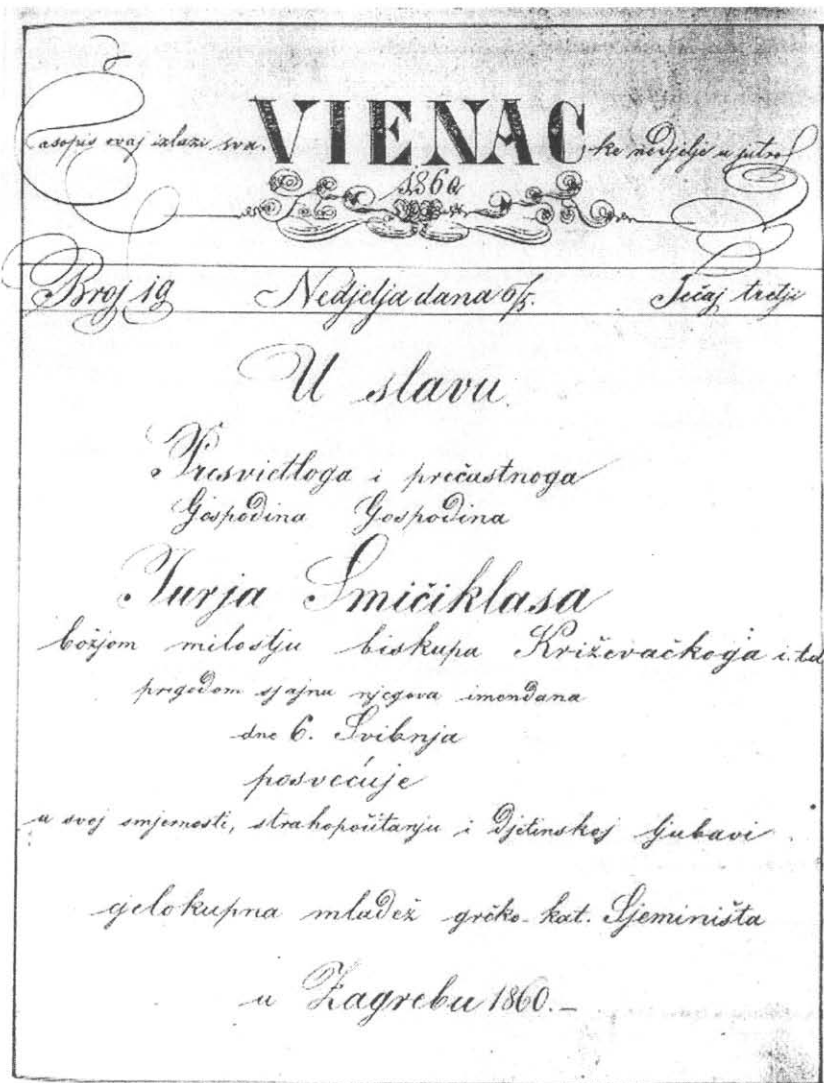 Časopis ovaj izlazi sva- VIENAC -ke nedjelje u jutro
1860
Broj 19 Nedjelja dana 6/5. Tečaj tretji
U slavu
Presvietloga i prečastnoga
Gospodina Gospodina
Jurja Smičiklasa
božjom milostju biskupa Križevačkoga i. t. d.
prigodom sjajna njegova imendana
dne 6. Svibnja
posvećuje
u svoj smjernosti, strahopočitanju i djetinskoj ljubavi
cjelokupna mladež grčko-kat. Sjeminišta
u Zagrebu 1860.–